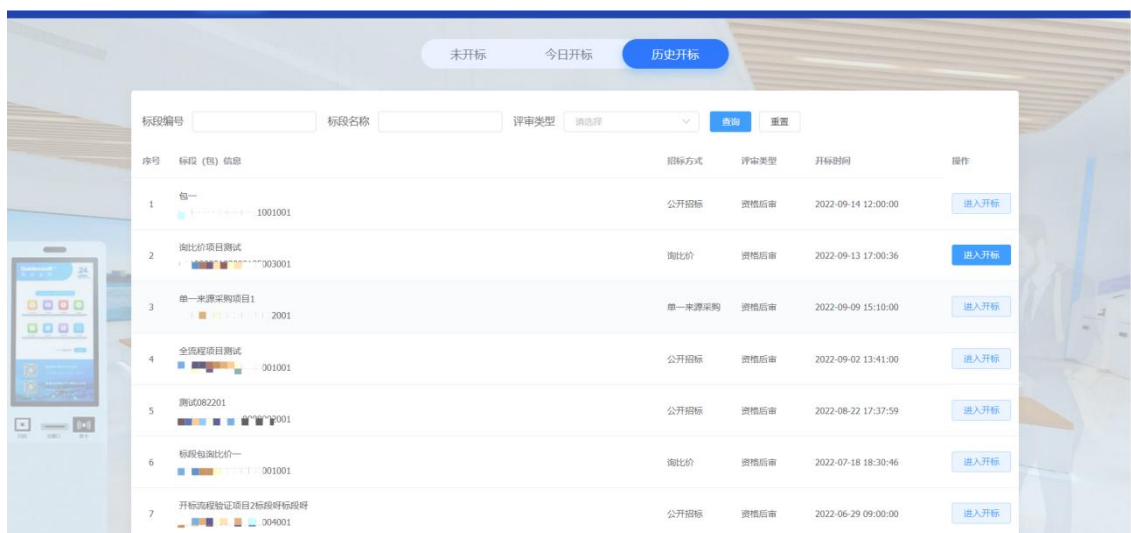 未开标 今日开标 历史开标
标段编号 标段名称 评审类型 请选择 查询 重置
序号 标段（包）信息 招标方式 评审类型 开标时间 操作
1 包一 公开招标 资格后审 2022-09-14 12:00:00 进入开标
1001001
2 询比价项目测试 询比价 资格后审 2022-09-13 17:00:36 进入开标
003001
3 单一来源采购项目1 单一来源采购 资格后审 2022-09-09 15:10:00 进入开标
2001
4 全流程项目测试 公开招标 资格后审 2022-09-02 13:41:00 进入开标
001001
5 测试082201 公开招标 资格后审 2022-08-22 17:37:59 进入开标
2001
6 标段包询比价一 询比价 资格后审 2022-07-18 18:30:46 进入开标
001001
7 开标流程验证项目2标段呀标段呀 公开招标 资格后审 2022-06-29 09:00:00 进入开标
004001
24